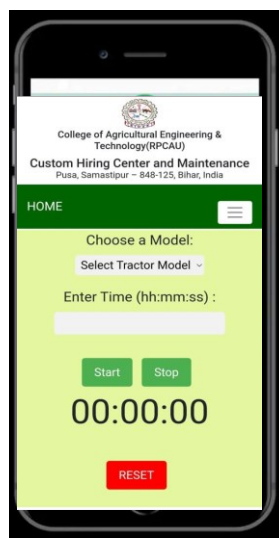 College of Agricultural Engineering &
Technology(RPCAU)
Custom Hiring Center and Maintenance
Pusa, Samastipur – 848-125, Bihar, India
HOME
Choose a Model:
Select Tractor Model
Enter Time (hh:mm:ss) :
Start Stop
00:00:00
RESET